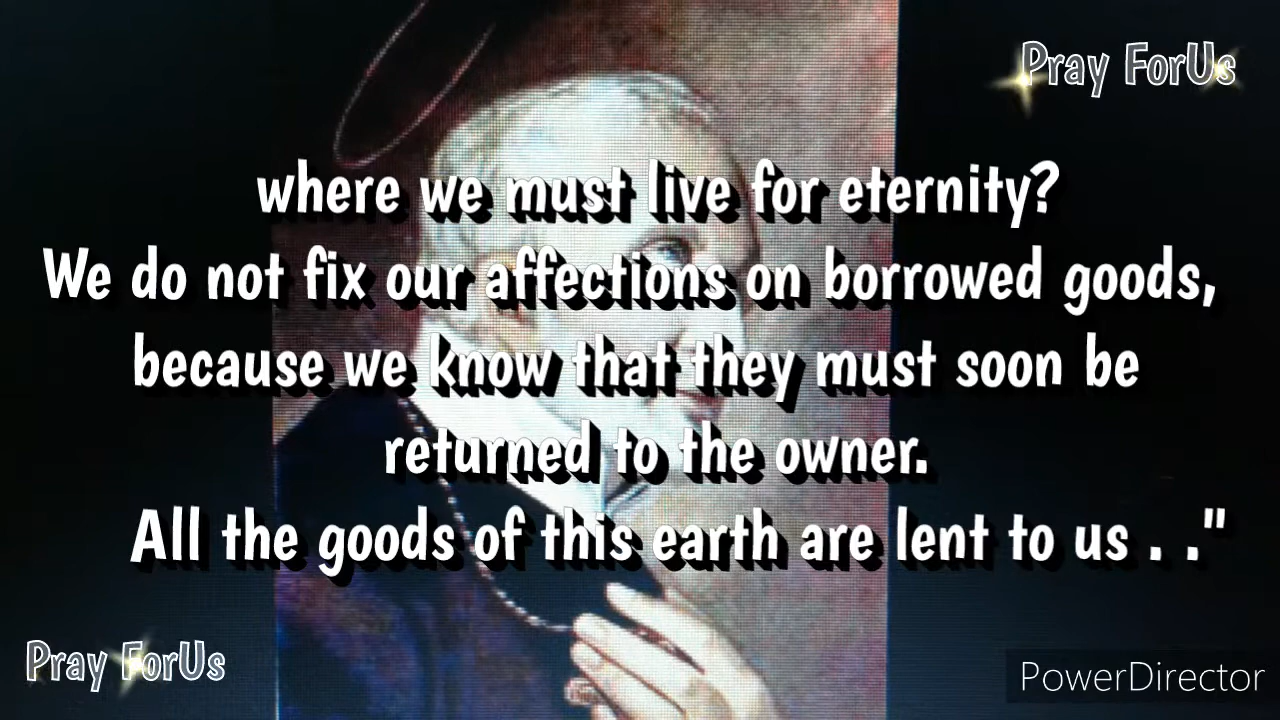 Pray ForUs
where we must live for eternity?
We do not fix our affections on borrowed goods,
because we know that they must soon be
returned to the owner.
All the goods of this earth are lent to us . ."
Pray ForUs
PowerDirector